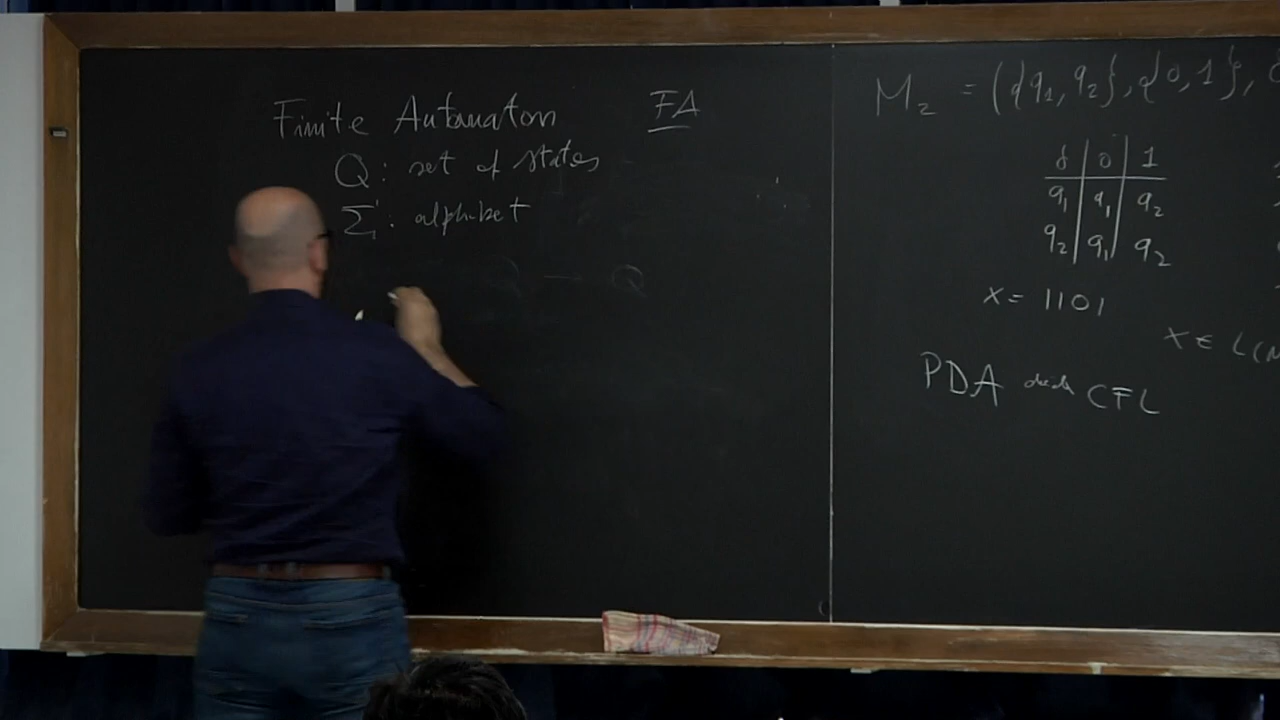 Finite Automaton FA
Q: set of states
Σ: alphabet
→ Q
M₂ = ({q₁, q₂}, {0, 1},
δ | 0 | 1
q₁ | q₁ | q₂
q₂ | q₁ | q₂
x = 1101
x ∈ L(M
PDA CFL